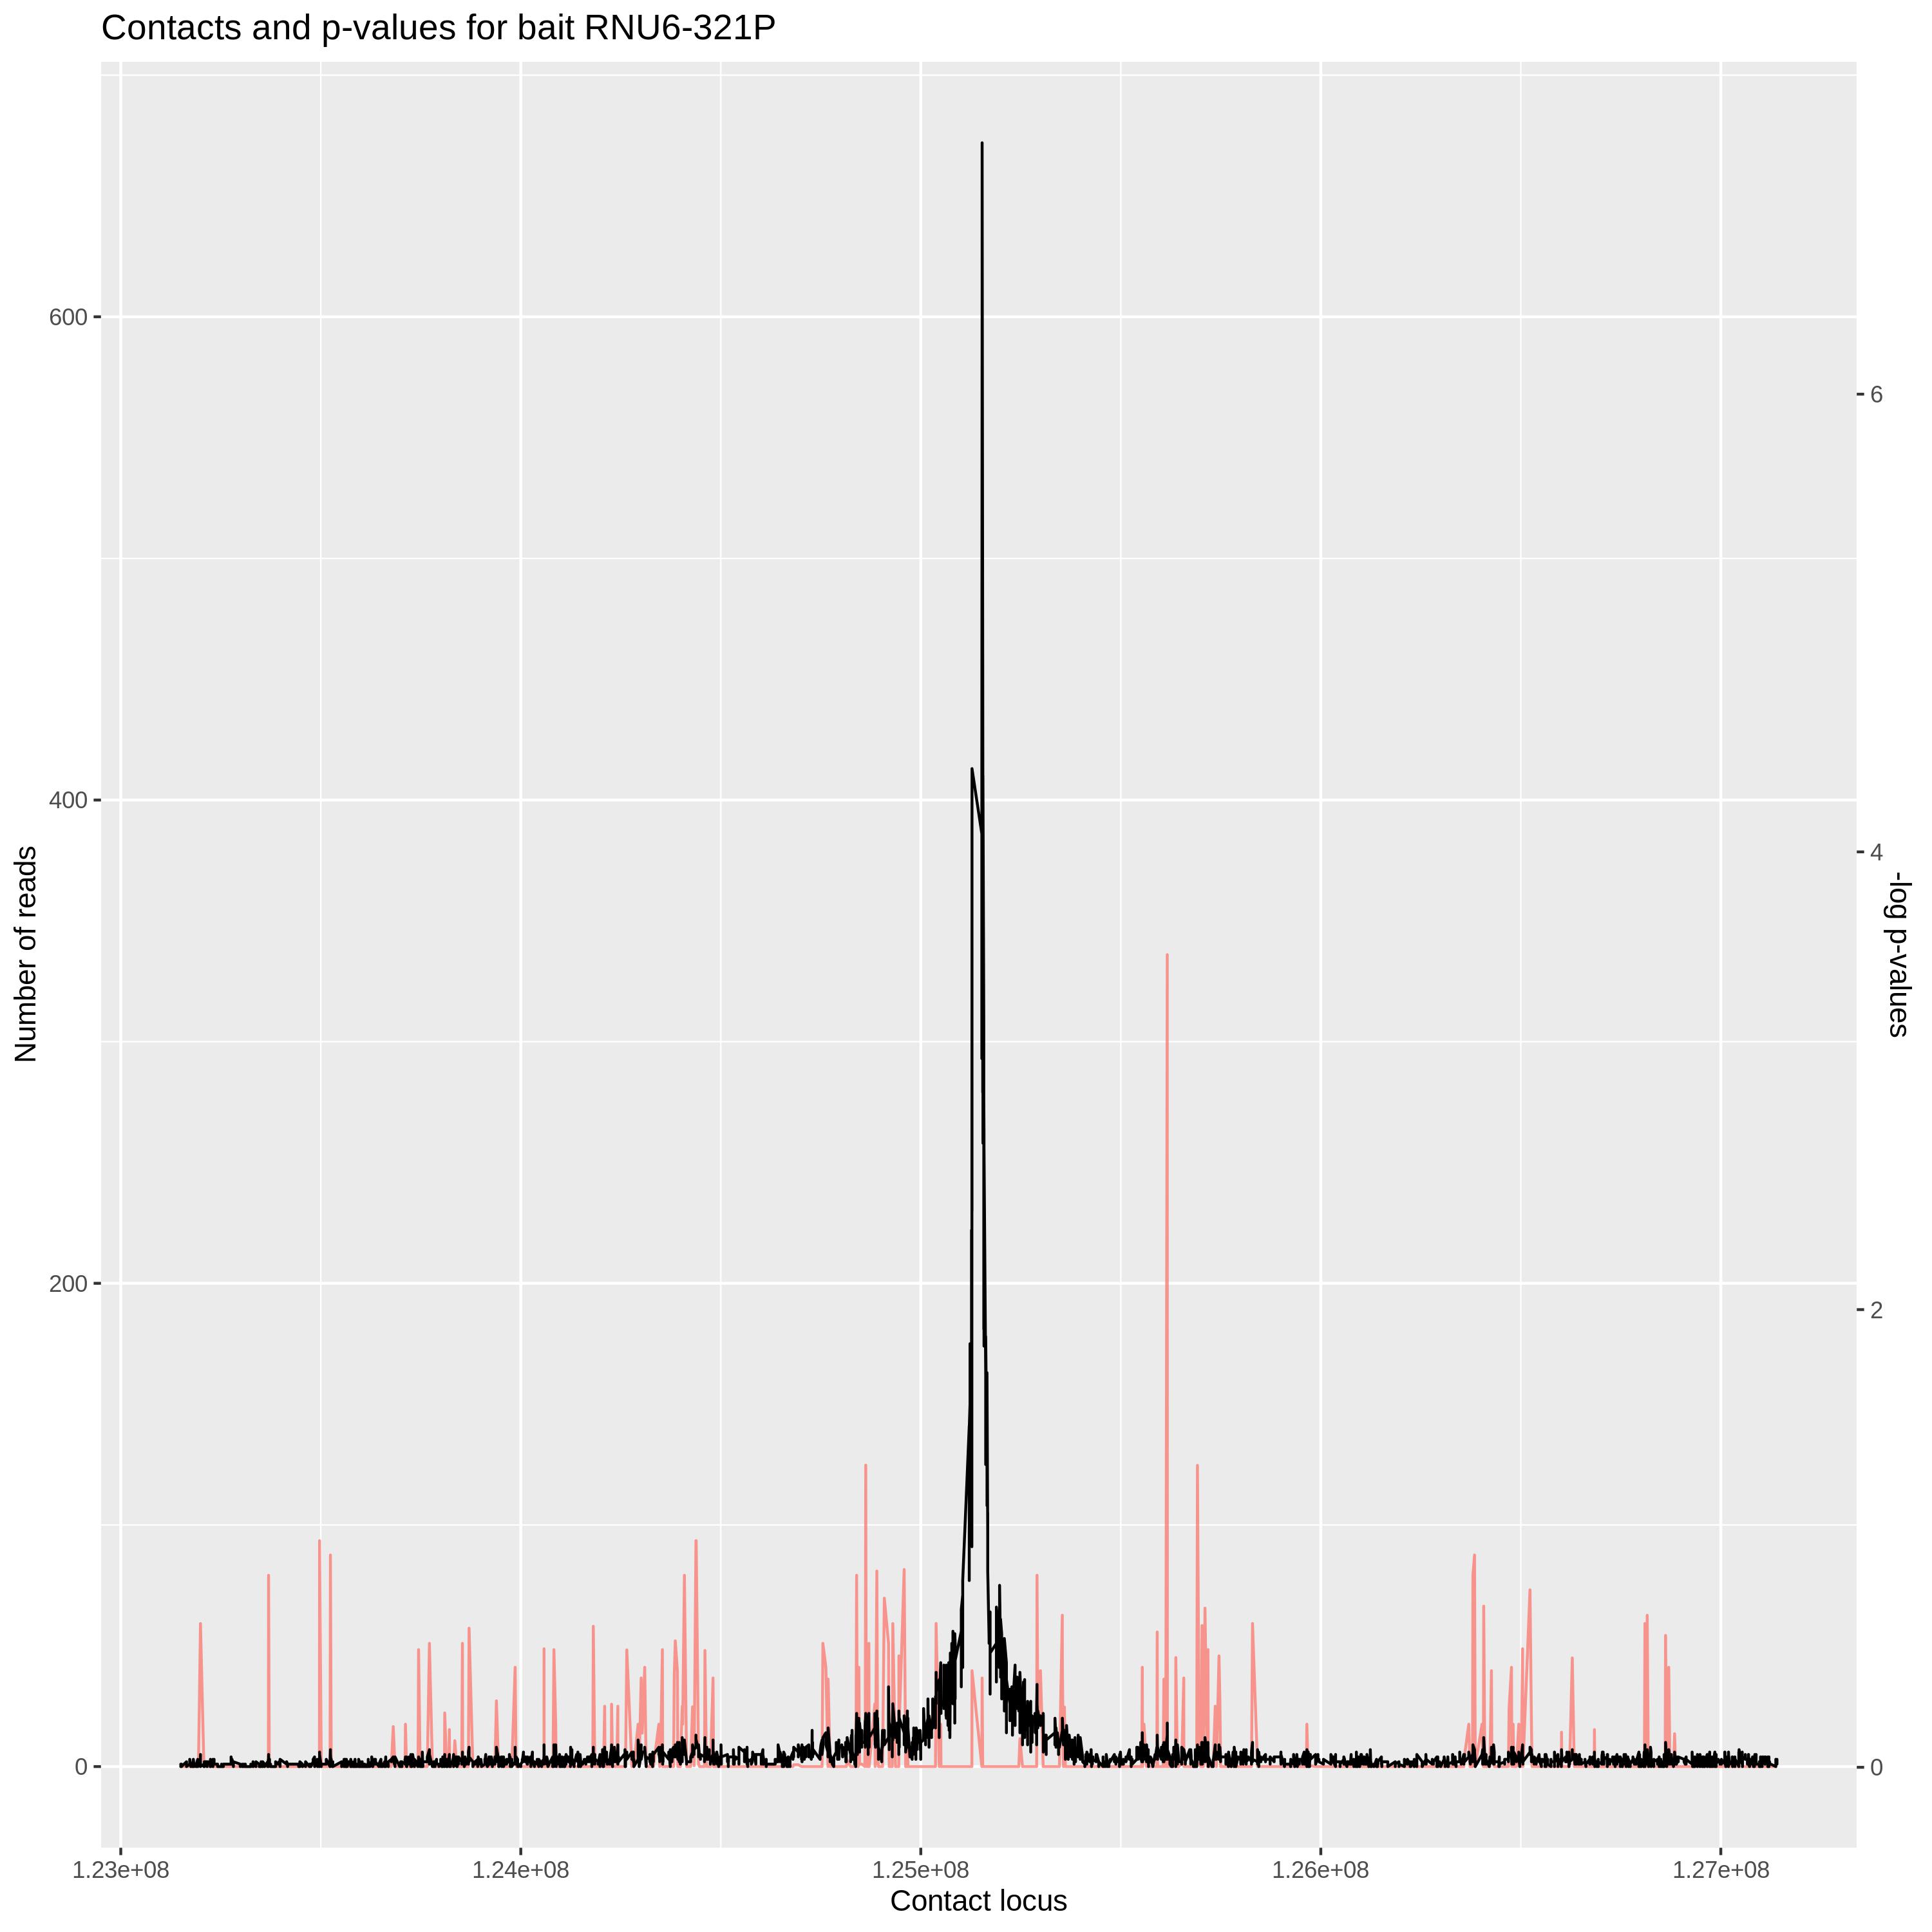 Contacts and p-values for bait RNU6-321P
600
400
200
0
Number of reads
6
4
2
0
-log p-values
1.23e+08
1.24e+08
1.25e+08
1.26e+08
1.27e+08
Contact locus